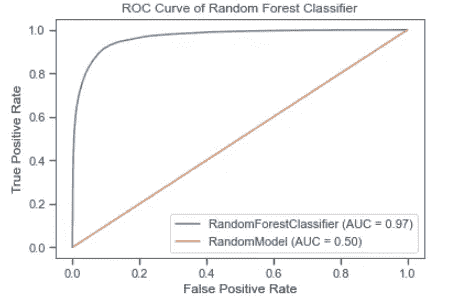 ROC Curve of Random Forest Classifier
True Positive Rate
1.0
0.8
0.6
0.4
0.2
0.0
RandomForestClassifier (AUC = 0.97)
RandomModel (AUC = 0.50)
0.0 0.2 0.4 0.6 0.8 1.0
False Positive Rate